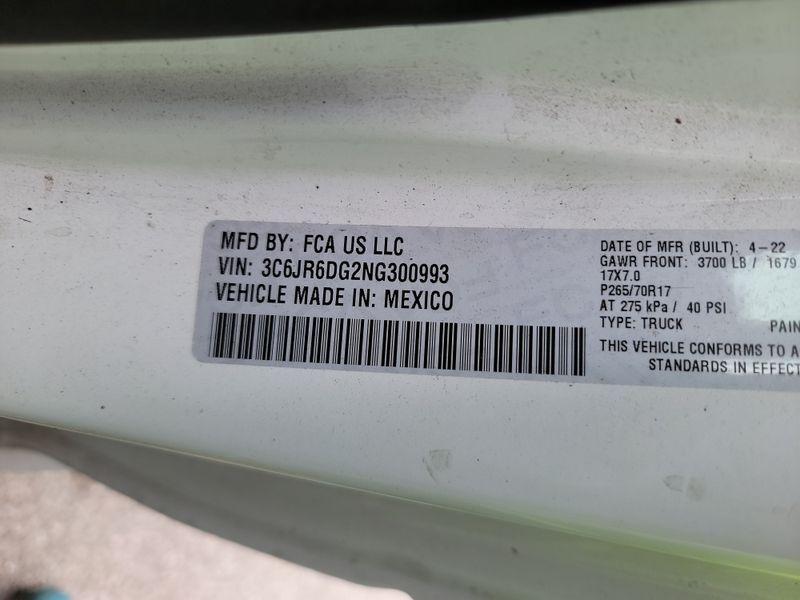 MFD BY: FCA US LLC
VIN: 3C6JR6DG2NG300993
VEHICLE MADE IN: MEXICO
DATE OF MFR (BUILT): 4-22
GAWR FRONT: 3700 LB / 1679
17X7.0
P265/70R17
AT 275 kPa / 40 PSI
TYPE: TRUCK PAIN
THIS VEHICLE CONFORMS TO A
STANDARDS IN EFFECT